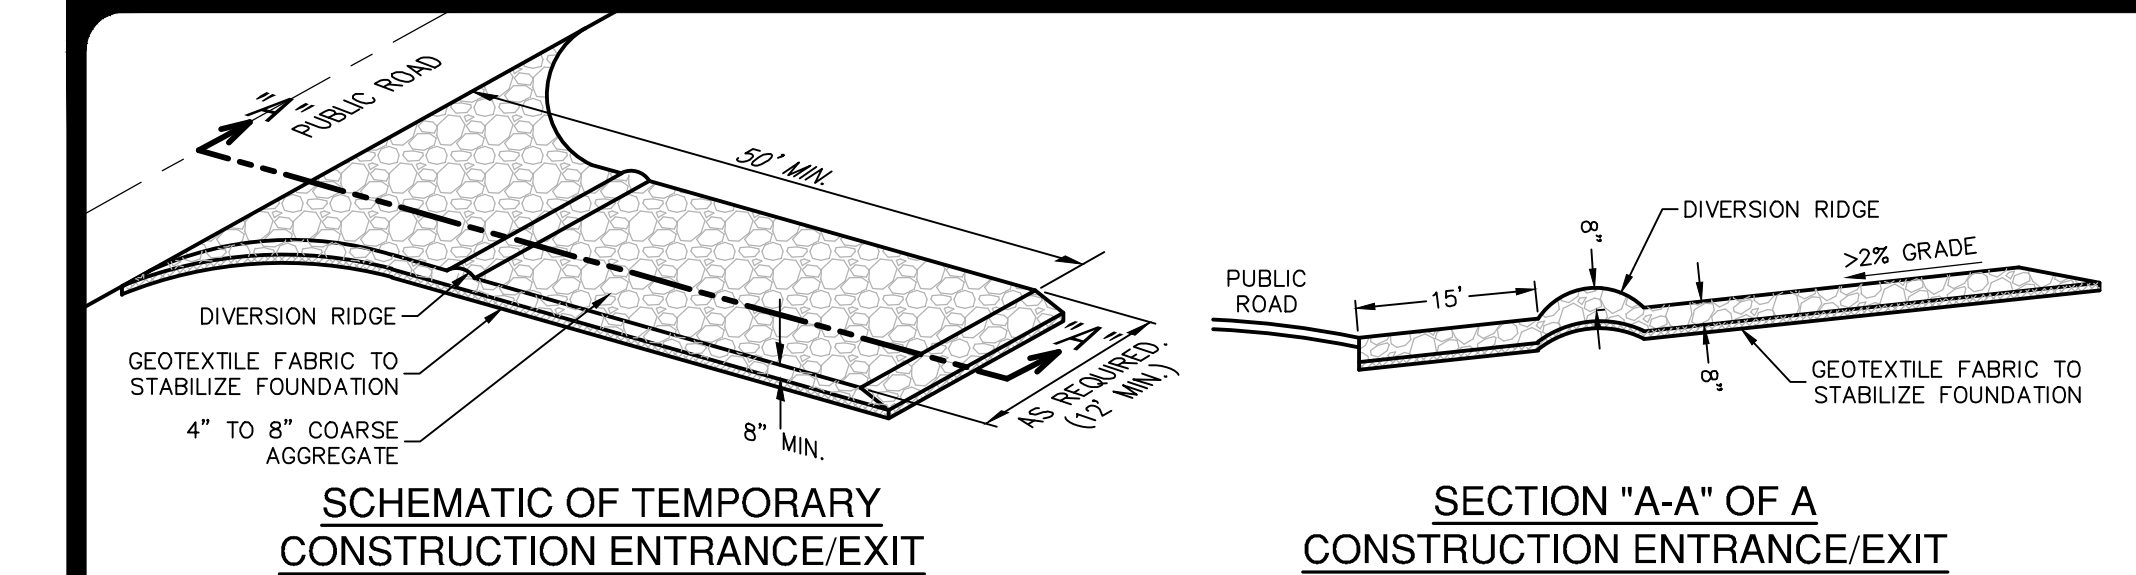 "A"
PUBLIC ROAD
50' MIN.
DIVERSION RIDGE
GEOTEXTILE FABRIC TO
STABILIZE FOUNDATION
4" TO 8" COARSE
AGGREGATE
8" MIN.
"A"
AS REQUIRED.
(12' MIN.)
SCHEMATIC OF TEMPORARY
CONSTRUCTION ENTRANCE/EXIT
PUBLIC
ROAD
15'
8"
DIVERSION RIDGE
>2% GRADE
8"
GEOTEXTILE FABRIC TO
STABILIZE FOUNDATION
SECTION "A-A" OF A
CONSTRUCTION ENTRANCE/EXIT